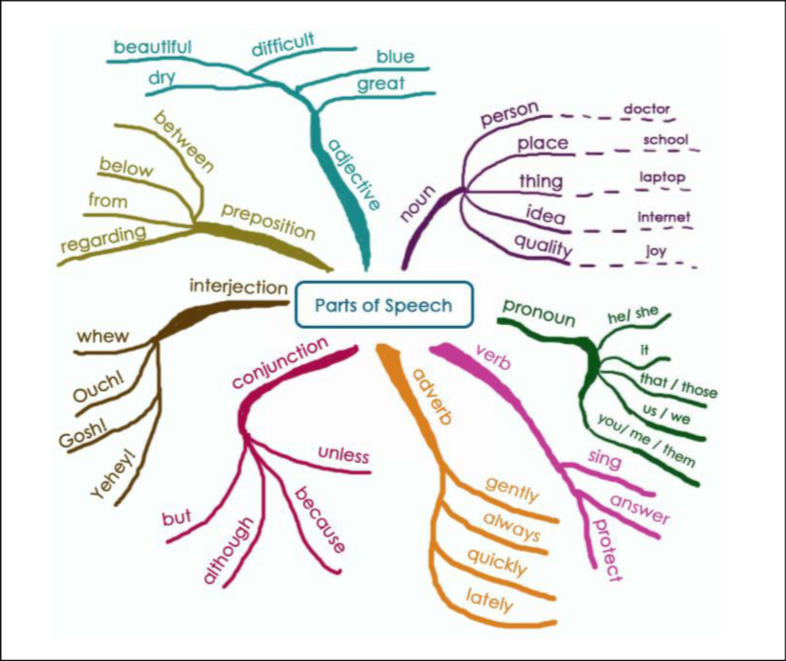 Parts of Speech
adjective
beautiful
difficult
dry
blue
great
noun
person
doctor
place
school
thing
laptop
idea
internet
quality
joy
pronoun
he/ she
it
that / those
us / we
you/ me / them
verb
sing
answer
protect
adverb
gently
always
quickly
lately
conjunction
unless
because
although
but
interjection
whew
Ouch!
Gosh!
Yehey!
preposition
between
below
from
regarding